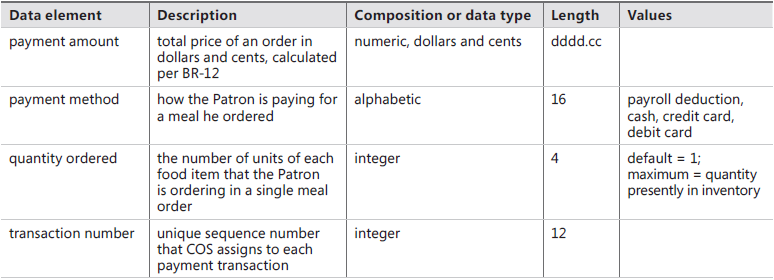 Data element Description Composition or data type Length Values
payment amount total price of an order in numeric, dollars and cents dddd.cc
dollars and cents, calculated
per BR-12
payment method how the Patron is paying for alphabetic 16 payroll deduction,
a meal he ordered cash, credit card,
debit card
quantity ordered the number of units of each integer 4 default = 1;
food item that the Patron maximum = quantity
is ordering in a single meal presently in inventory
order
transaction number unique sequence number integer 12
that COS assigns to each
payment transaction